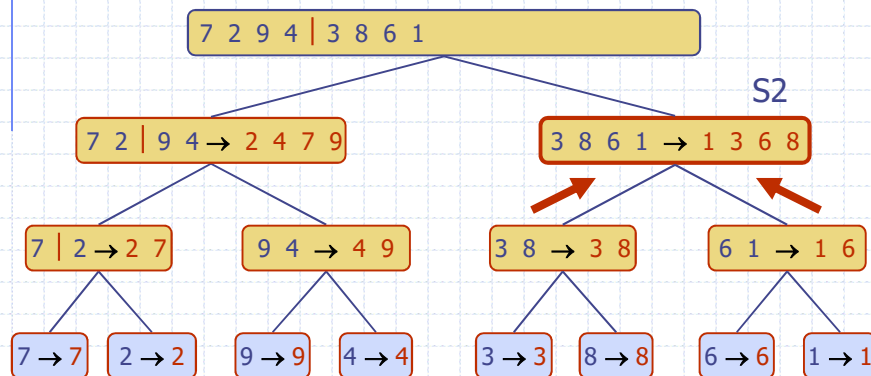 7 2 9 4 | 3 8 6 1
S2
7 2 | 9 4 → 2 4 7 9
3 8 6 1 → 1 3 6 8
7 | 2 → 2 7
9 4 → 4 9
3 8 → 3 8
6 1 → 1 6
7 → 7
2 → 2
9 → 9
4 → 4
3 → 3
8 → 8
6 → 6
1 → 1